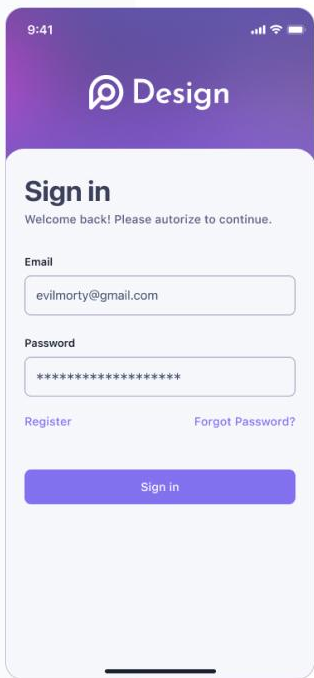 9:41
Design
Sign in
Welcome back! Please autorize to continue.
Email
evilmorty@gmail.com
Password
*******************
Register Forgot Password?
Sign in